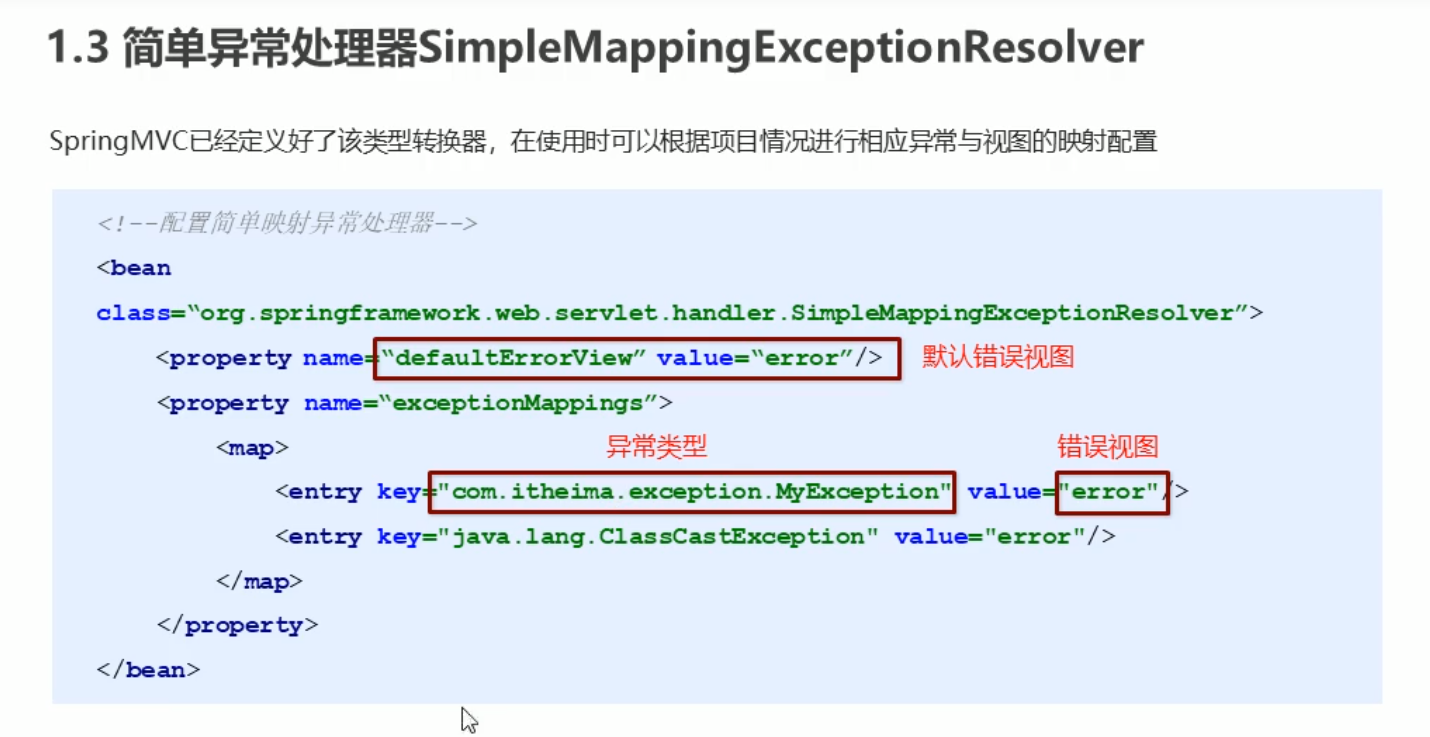 1.3 简单异常处理器SimpleMappingExceptionResolver
SpringMVC已经定义好了该类型转换器，在使用时可以根据项目情况进行相应异常与视图的映射配置
<!--配置简单映射异常处理器-->
<bean
class=“org.springframework.web.servlet.handler.SimpleMappingExceptionResolver”>
<property name=“defaultErrorView” value=“error”/> 默认错误视图
<property name=“exceptionMappings”>
<map> 异常类型 错误视图
<entry key="com.itheima.exception.MyException" value="error"/>
<entry key="java.lang.ClassCastException" value="error"/>
</map>
</property>
</bean>